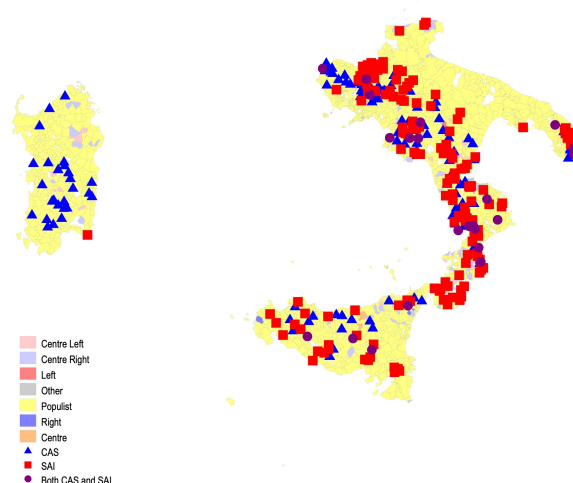 Centre Left
Centre Right
Left
Other
Populist
Right
Centre
CAS
SAI
Both CAS and SAI